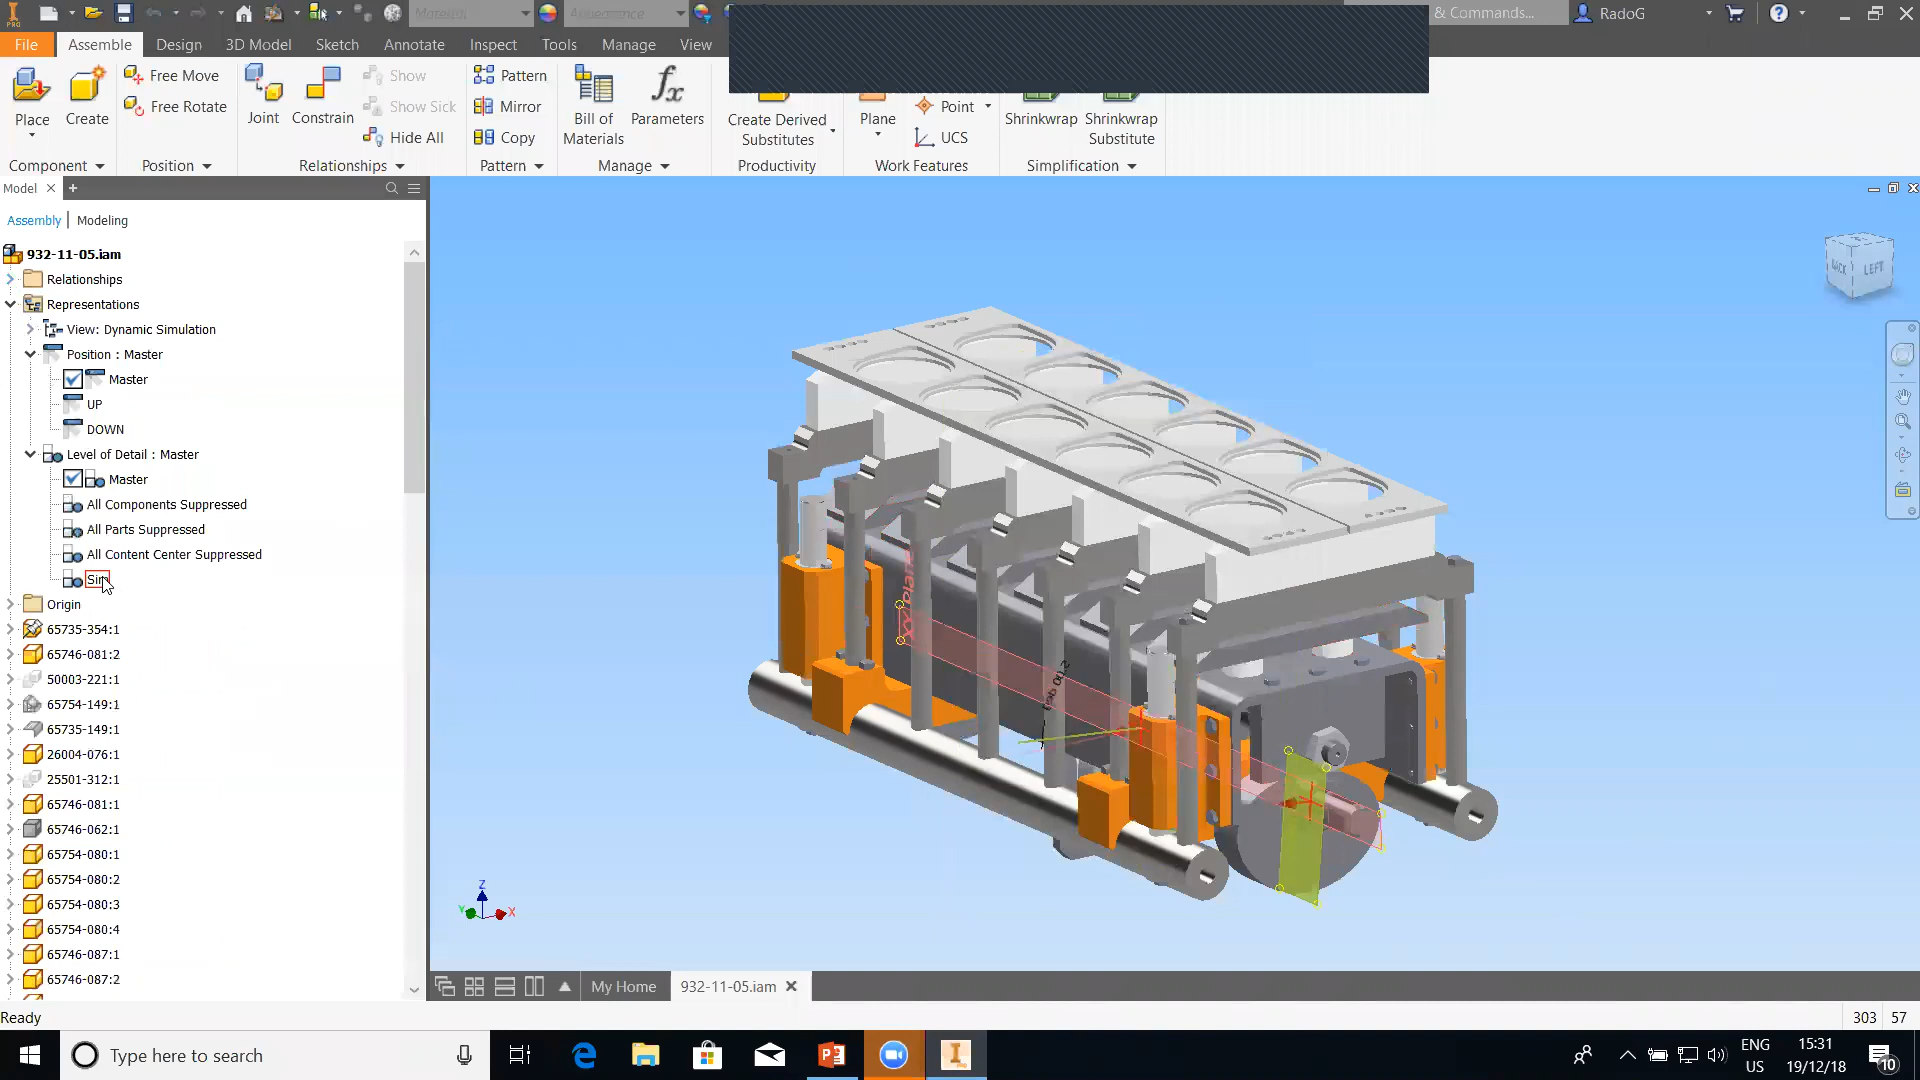 Material
Appearance
& Commands...
RadoG
File
Assemble
Design
3D Model
Sketch
Annotate
Inspect
Tools
Manage
View
Place
Create
Free Move
Free Rotate
Joint
Constrain
Show
Show Sick
Hide All
Pattern
Mirror
Copy
Bill of
Materials
Parameters
Create Derived
Substitutes
Plane
Point
UCS
Shrinkwrap
Shrinkwrap
Substitute
Component
Position
Relationships
Pattern
Manage
Productivity
Work Features
Simplification
Model
Assembly | Modeling
932-11-05.iam
Relationships
Representations
View: Dynamic Simulation
Position : Master
Master
UP
DOWN
Level of Detail : Master
Master
All Components Suppressed
All Parts Suppressed
All Content Center Suppressed
Origin
65735-354:1
65746-081:2
50003-221:1
65754-149:1
65735-149:1
26004-076:1
25501-312:1
65746-081:1
65746-062:1
65754-080:1
65754-080:2
65754-080:3
65754-080:4
65746-087:1
65746-087:2
BACK
LEFT
Z
Y
X
My Home
932-11-05.iam
Ready
303 57
Type here to search
ENG
US
15:31
19/12/18
10